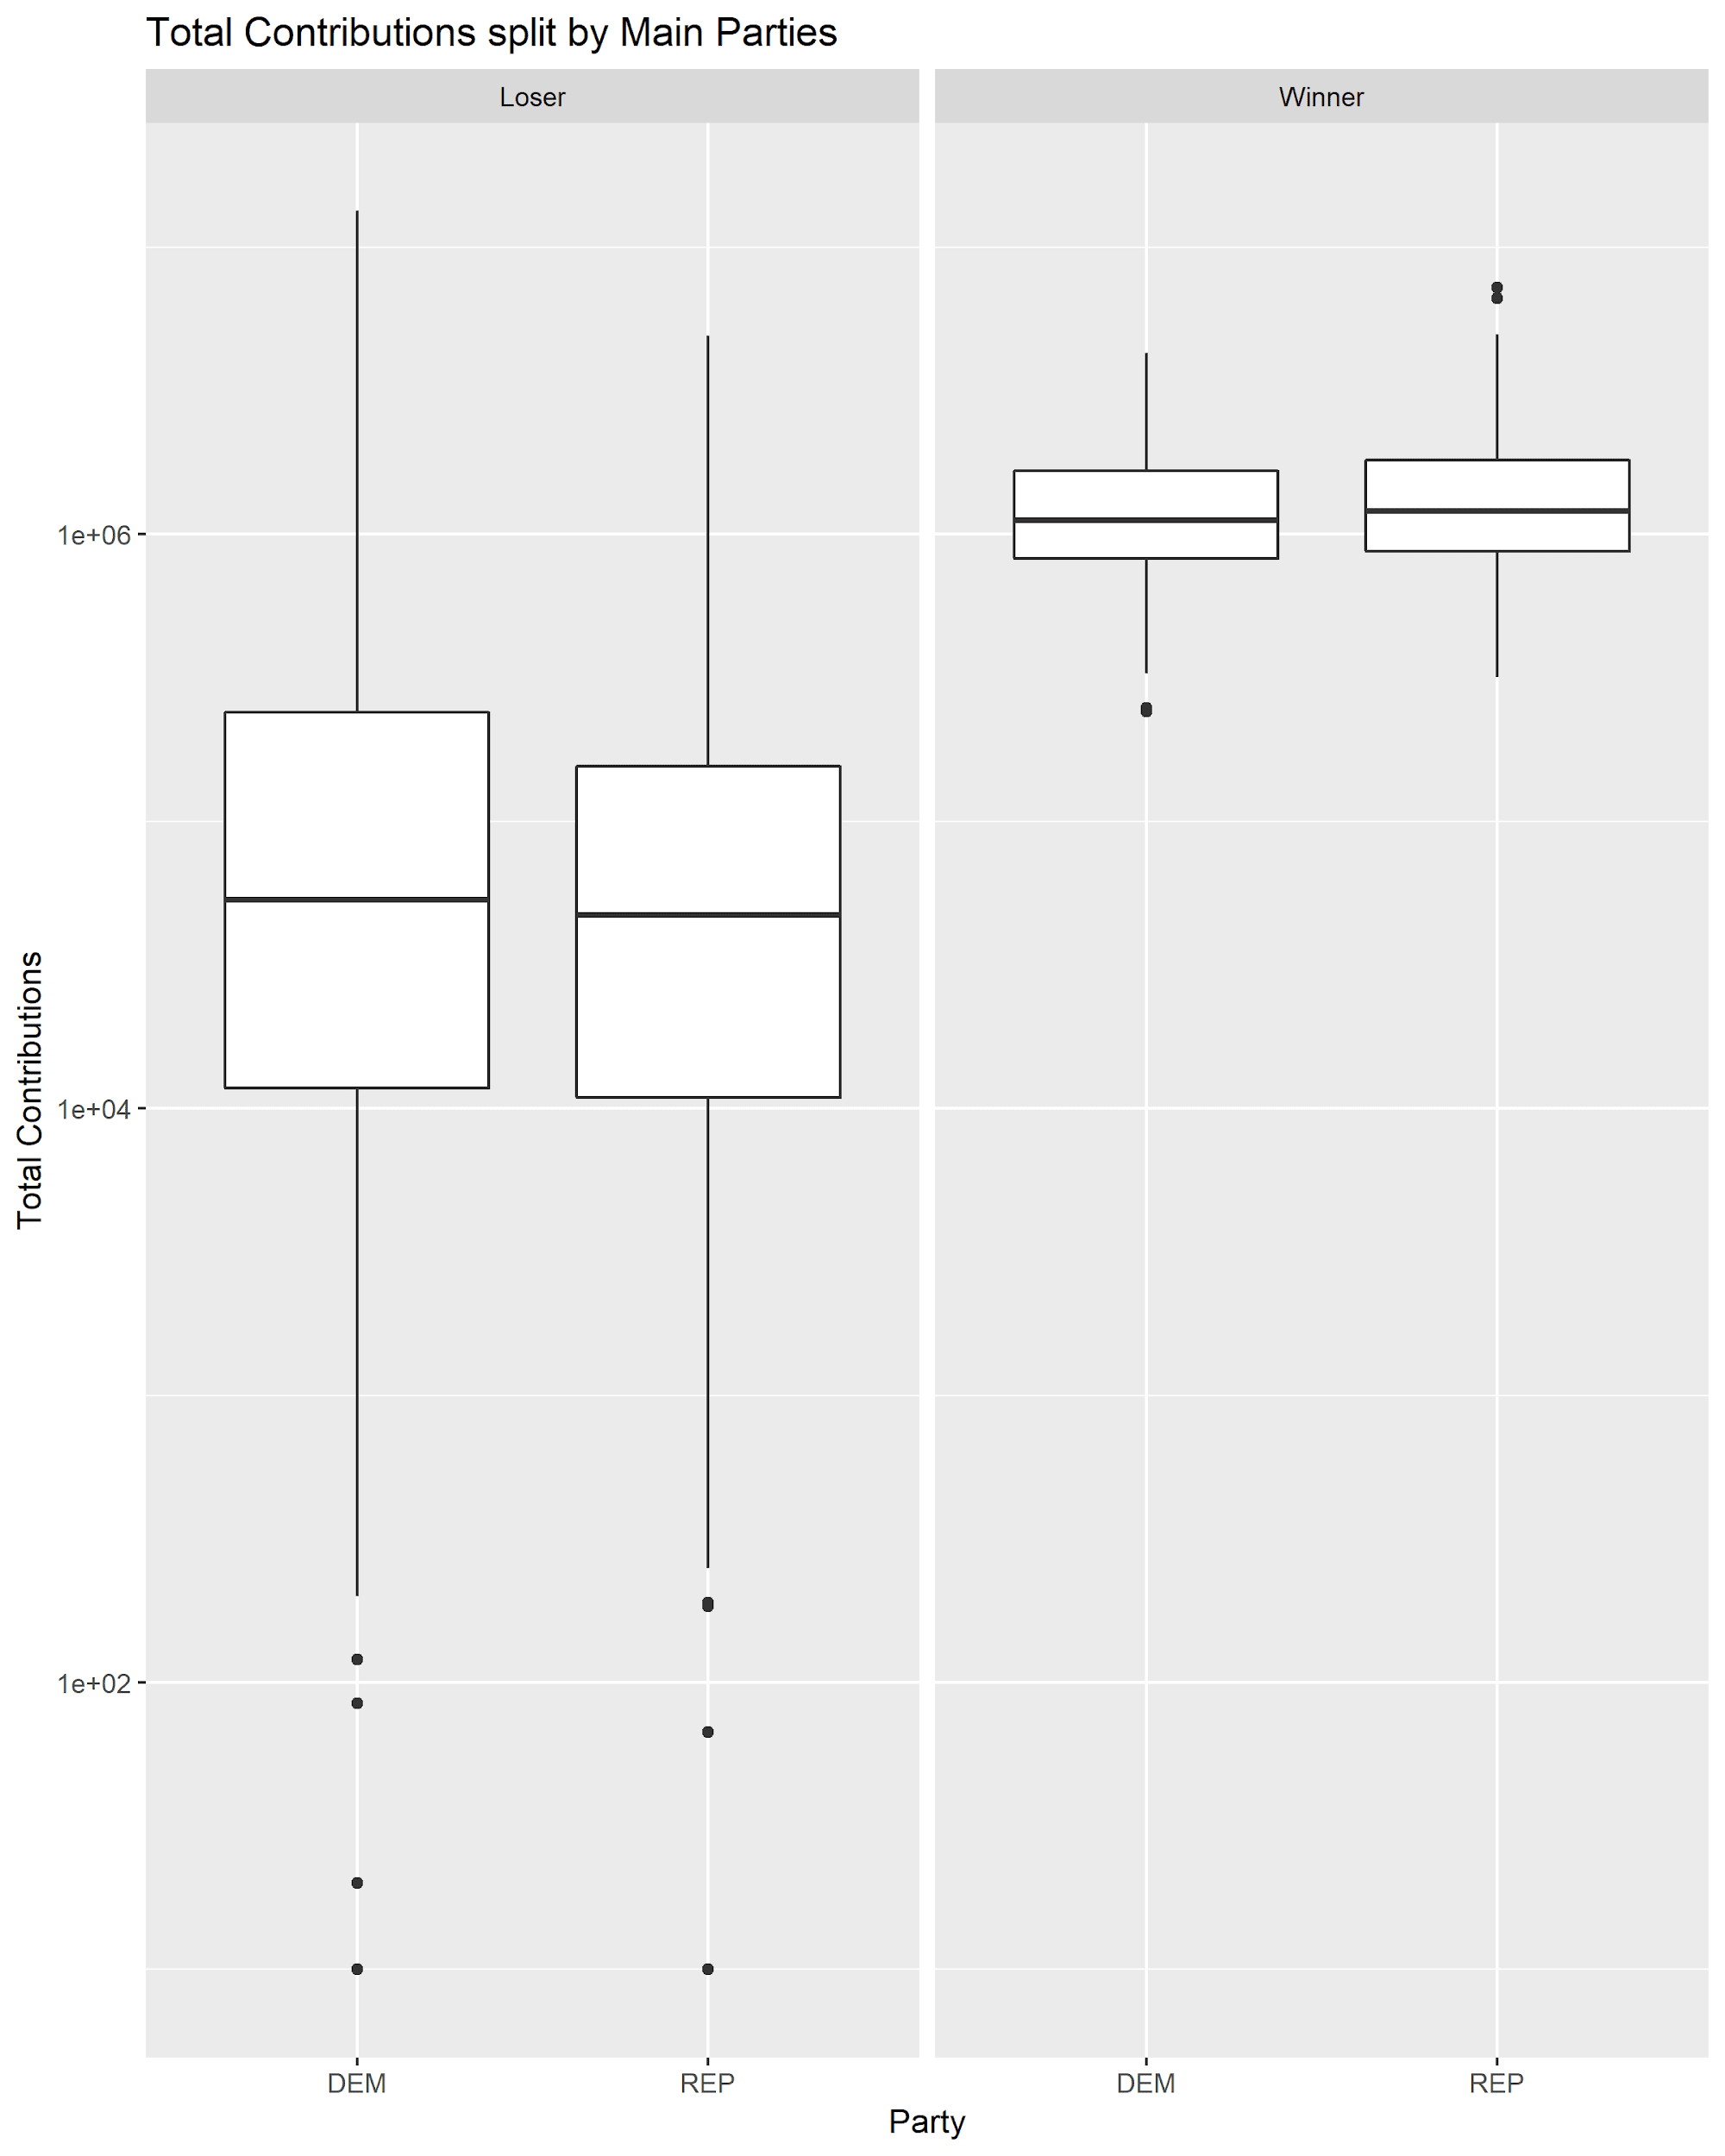 Total Contributions split by Main Parties
Loser
Winner
Total Contributions
1e+06
1e+04
1e+02
DEM
REP
DEM
REP
Party